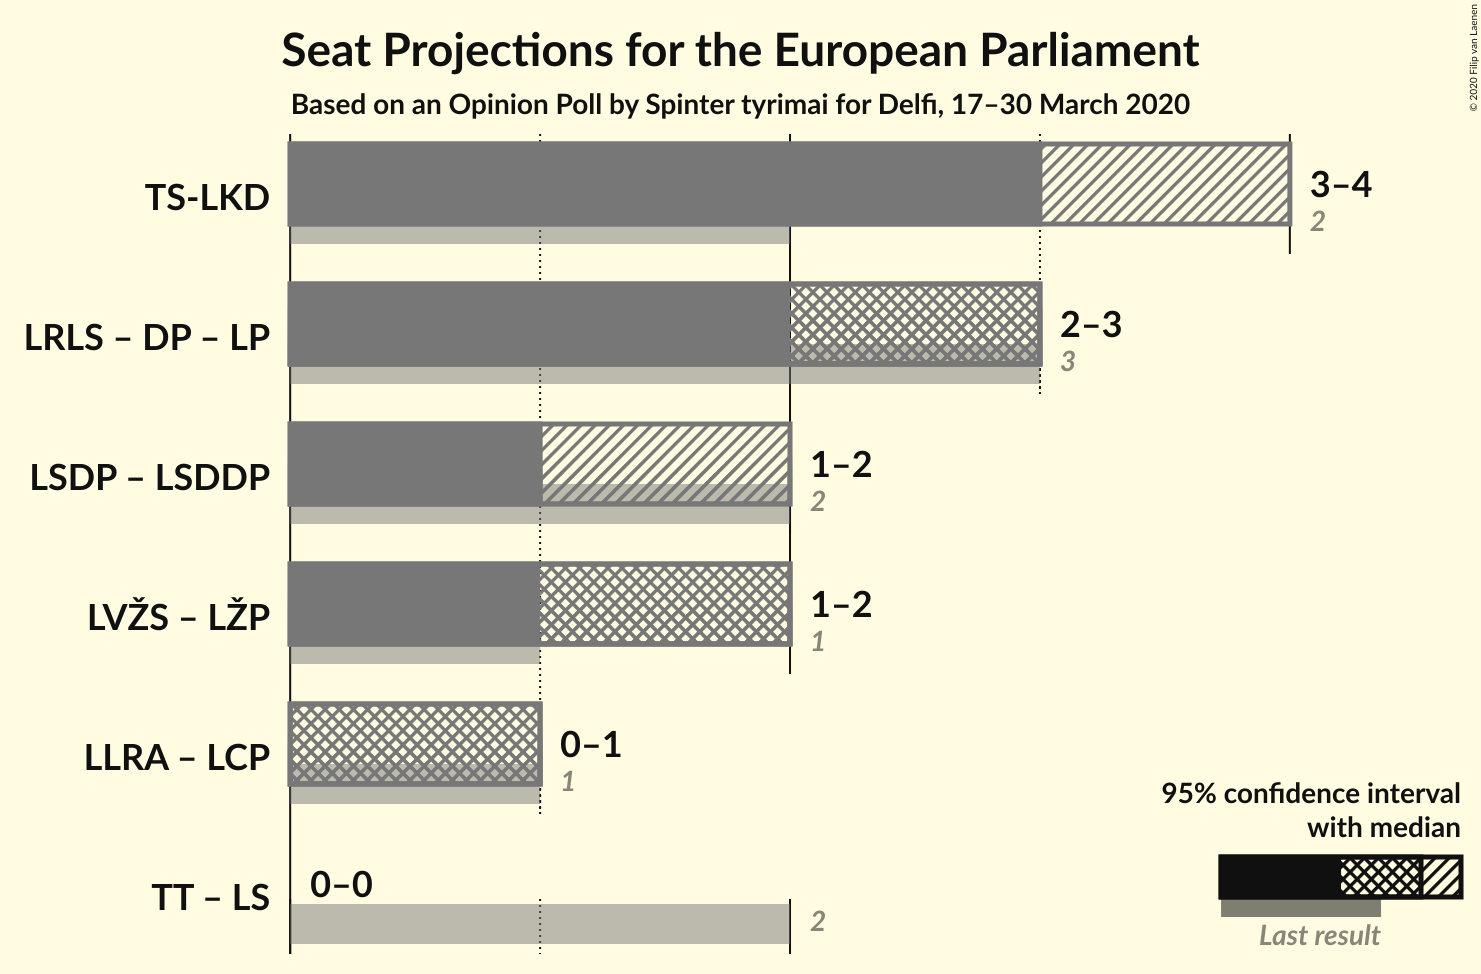 Seat Projections for the European Parliament
Based on an Opinion Poll by Spinter tyrimai for Delfi, 17–30 March 2020
© 2020 Filip van Laenen
TS-LKD
3–4
2
LRLS – DP – LP
2–3
3
LSDP – LSDDP
1–2
2
LVŽS – LŽP
1–2
1
LLRA – LCP
0–1
1
TT – LS
0–0
2
95% confidence interval
with median
Last result